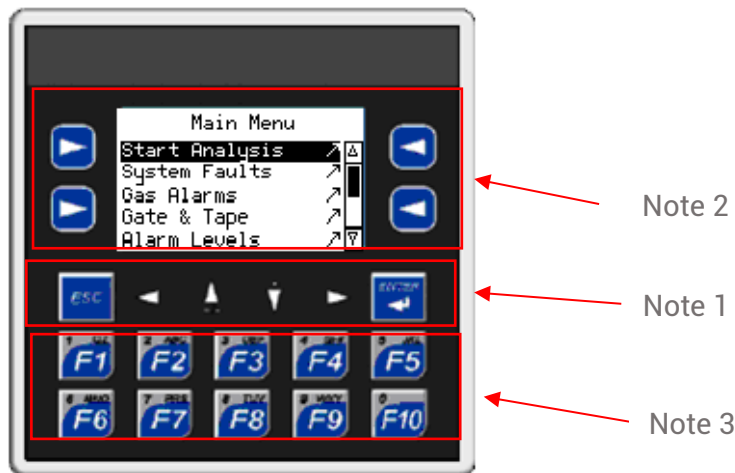 Main Menu
Start Analysis
System Faults
Gas Alarms
Gate & Tape
Alarm Levels
Note 2
ESC
ENTER
Note 1
F1 F2 F3 F4 F5
Note 3
F6 F7 F8 F9 F10